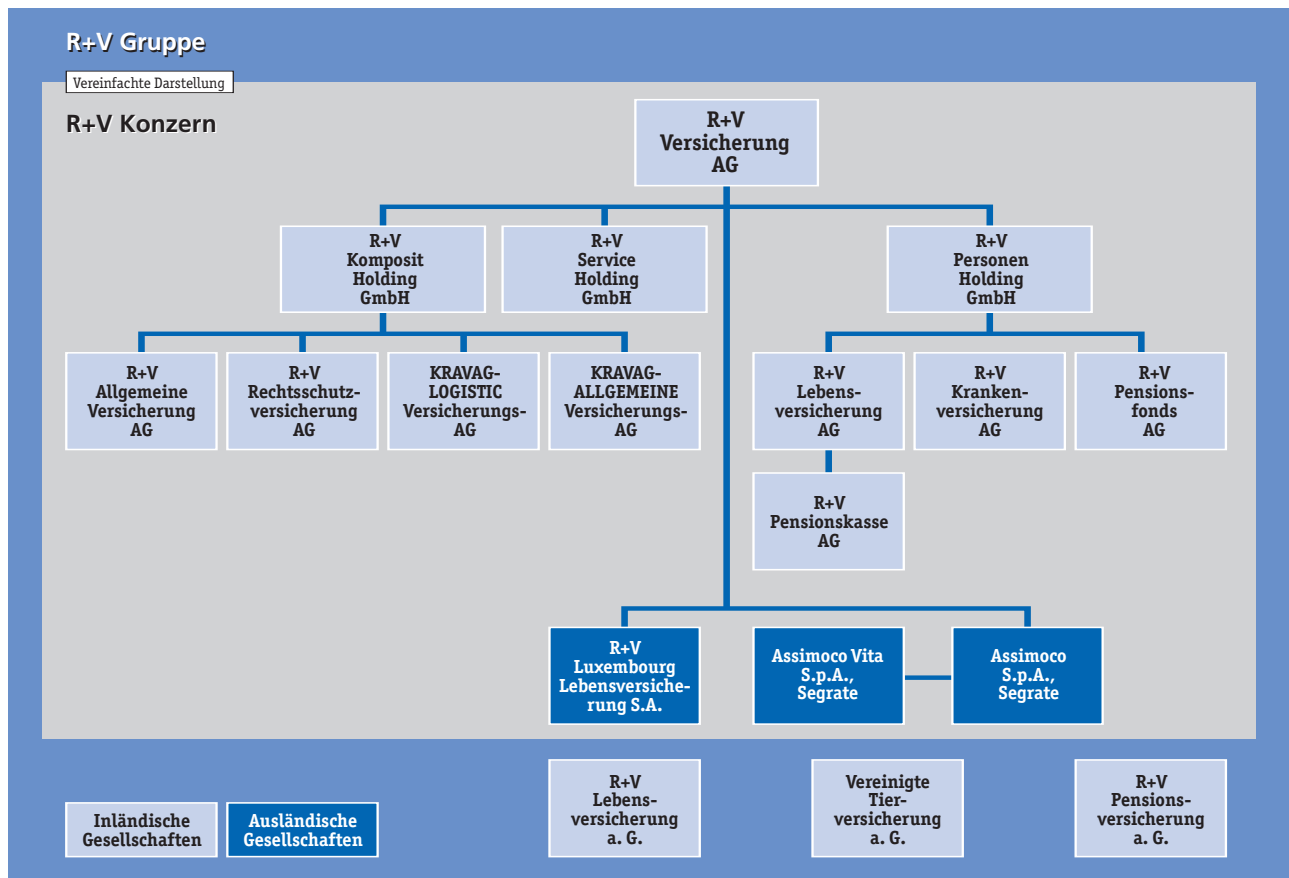 R+V Gruppe
Vereinfachte Darstellung
R+V Konzern
R+V
Versicherung
AG
R+V
Komposit
Holding
GmbH
R+V
Service
Holding
GmbH
R+V
Personen
Holding
GmbH
R+V
Allgemeine
Versicherung
AG
R+V
Rechtsschutz-
versicherung
AG
KRAVAG-
LOGISTIC
Versicherungs-
AG
KRAVAG-
ALLGEMEINE
Versicherungs-
AG
R+V
Lebens-
versicherung
AG
R+V
Kranken-
versicherung
AG
R+V
Pensions-
fonds
AG
R+V
Pensionskasse
AG
R+V
Luxembourg
Lebensversiche-
rung S.A.
Assimoco Vita
S.p.A.,
Segrate
Assimoco
S.p.A.,
Segrate
R+V
Lebens-
versicherung
a. G.
Vereinigte
Tier-
versicherung
a. G.
R+V
Pensions-
versicherung
a. G.
Inländische
Gesellschaften
Ausländische
Gesellschaften